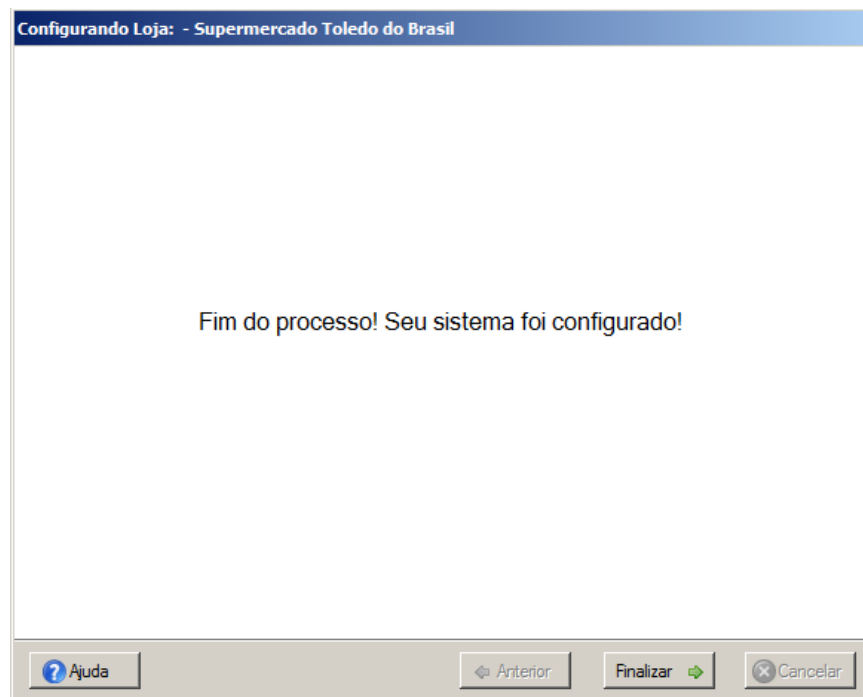 Configurando Loja:  - Supermercado Toledo do Brasil
Fim do processo! Seu sistema foi configurado!
Ajuda
Anterior
Finalizar
Cancelar